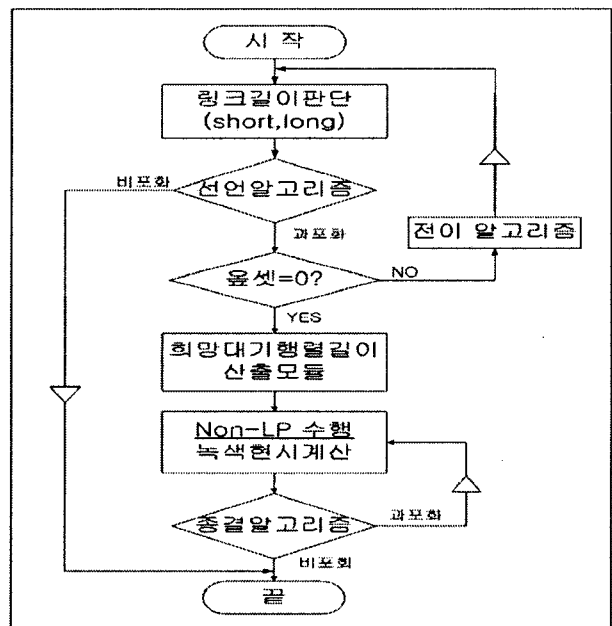 시 작
링크길이판단
(short,long)
비포화
선언알고리즘
과포화
전이 알고리즘
옵셋=0?
NO
YES
희망대기행렬길이
산출모듈
Non-LP 수행
녹색현시계산
종결알고리즘
과포화
비포화
끝